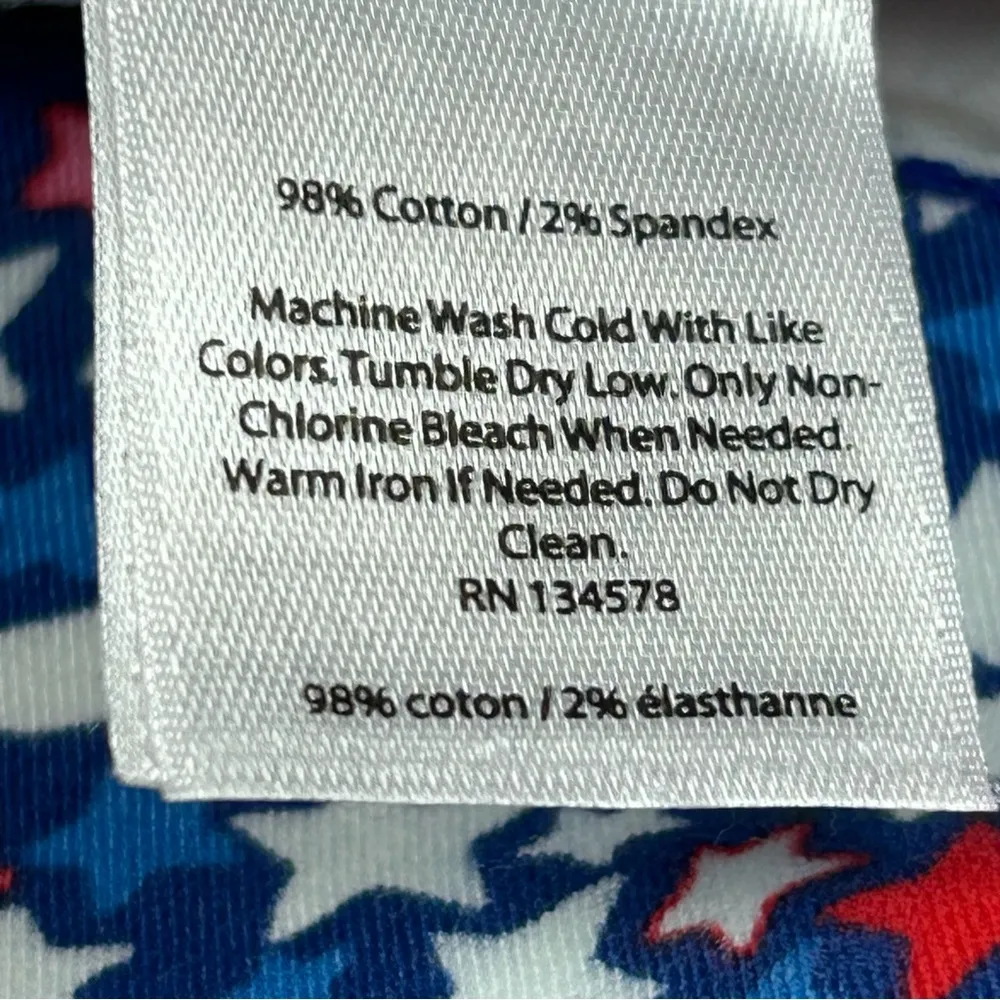 98% Cotton / 2% Spandex
Machine Wash Cold With Like
Colors. Tumble Dry Low. Only Non-
Chlorine Bleach When Needed.
Warm Iron If Needed. Do Not Dry
Clean.
RN 134578
98% coton / 2% élasthanne